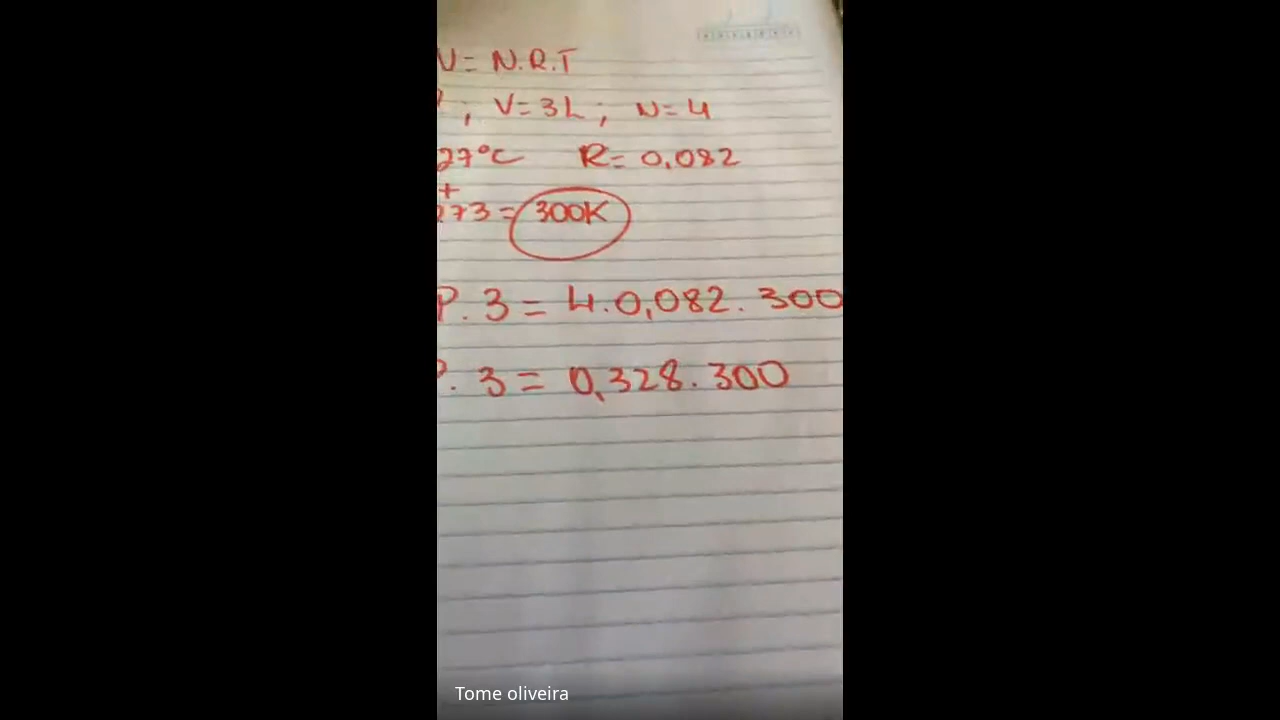 V= N.R.T
; V=3L; N=4
27°C R= 0,082
+
273= 300K
P. 3 = 4.0,082. 300
. 3 = 0,328. 300
Tome oliveira